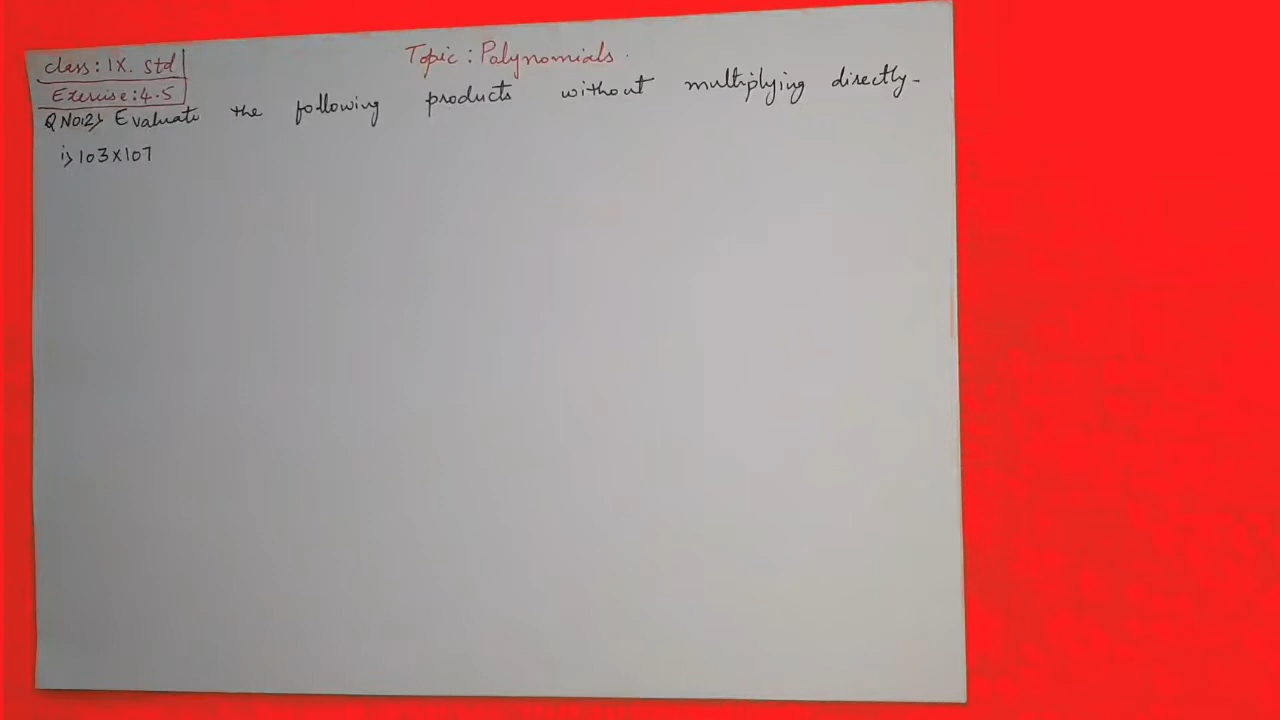 class: IX. std
Topic: Polynomials.
Exercise: 4.5
Q No:2> Evaluate the following products without multiplying directly-
i> 103×107